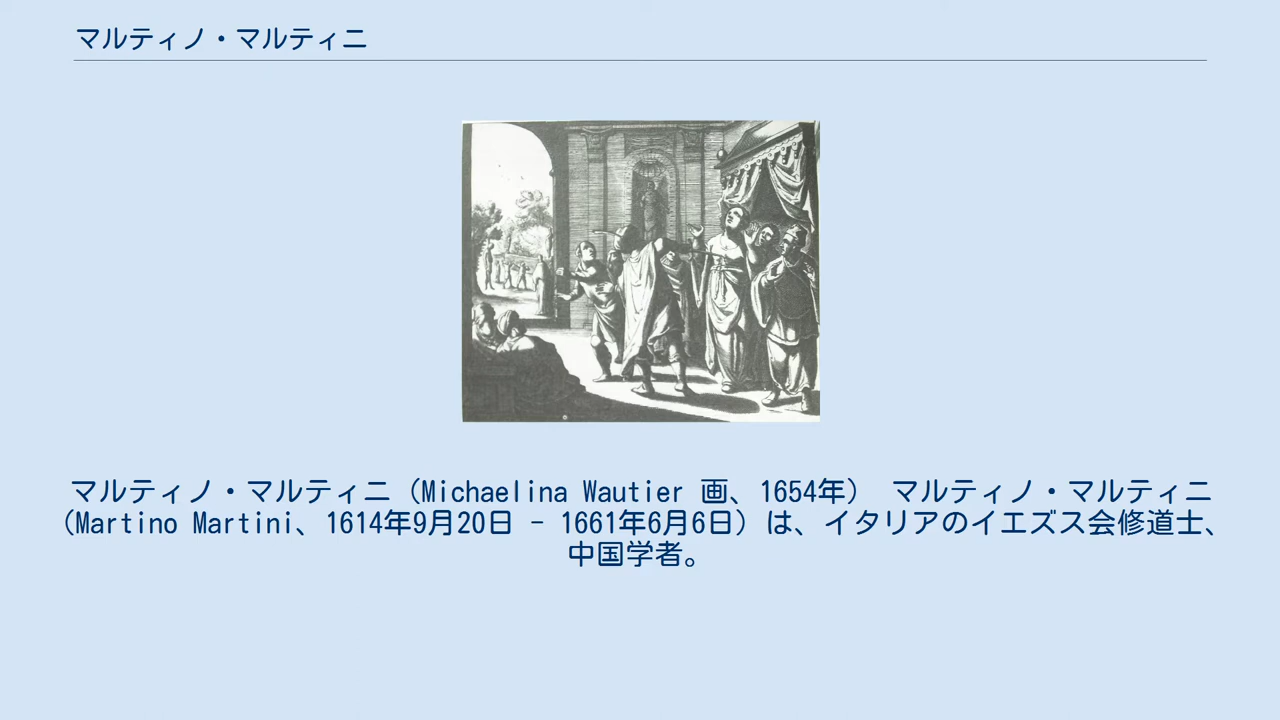 マルティノ・マルティニ
マルティノ・マルティニ (Michaelina Wautier 画、1654年)　マルティノ・マルティニ
(Martino Martini、1614年9月20日 - 1661年6月6日) は、イタリアのイエズス会修道士、
中国学者。